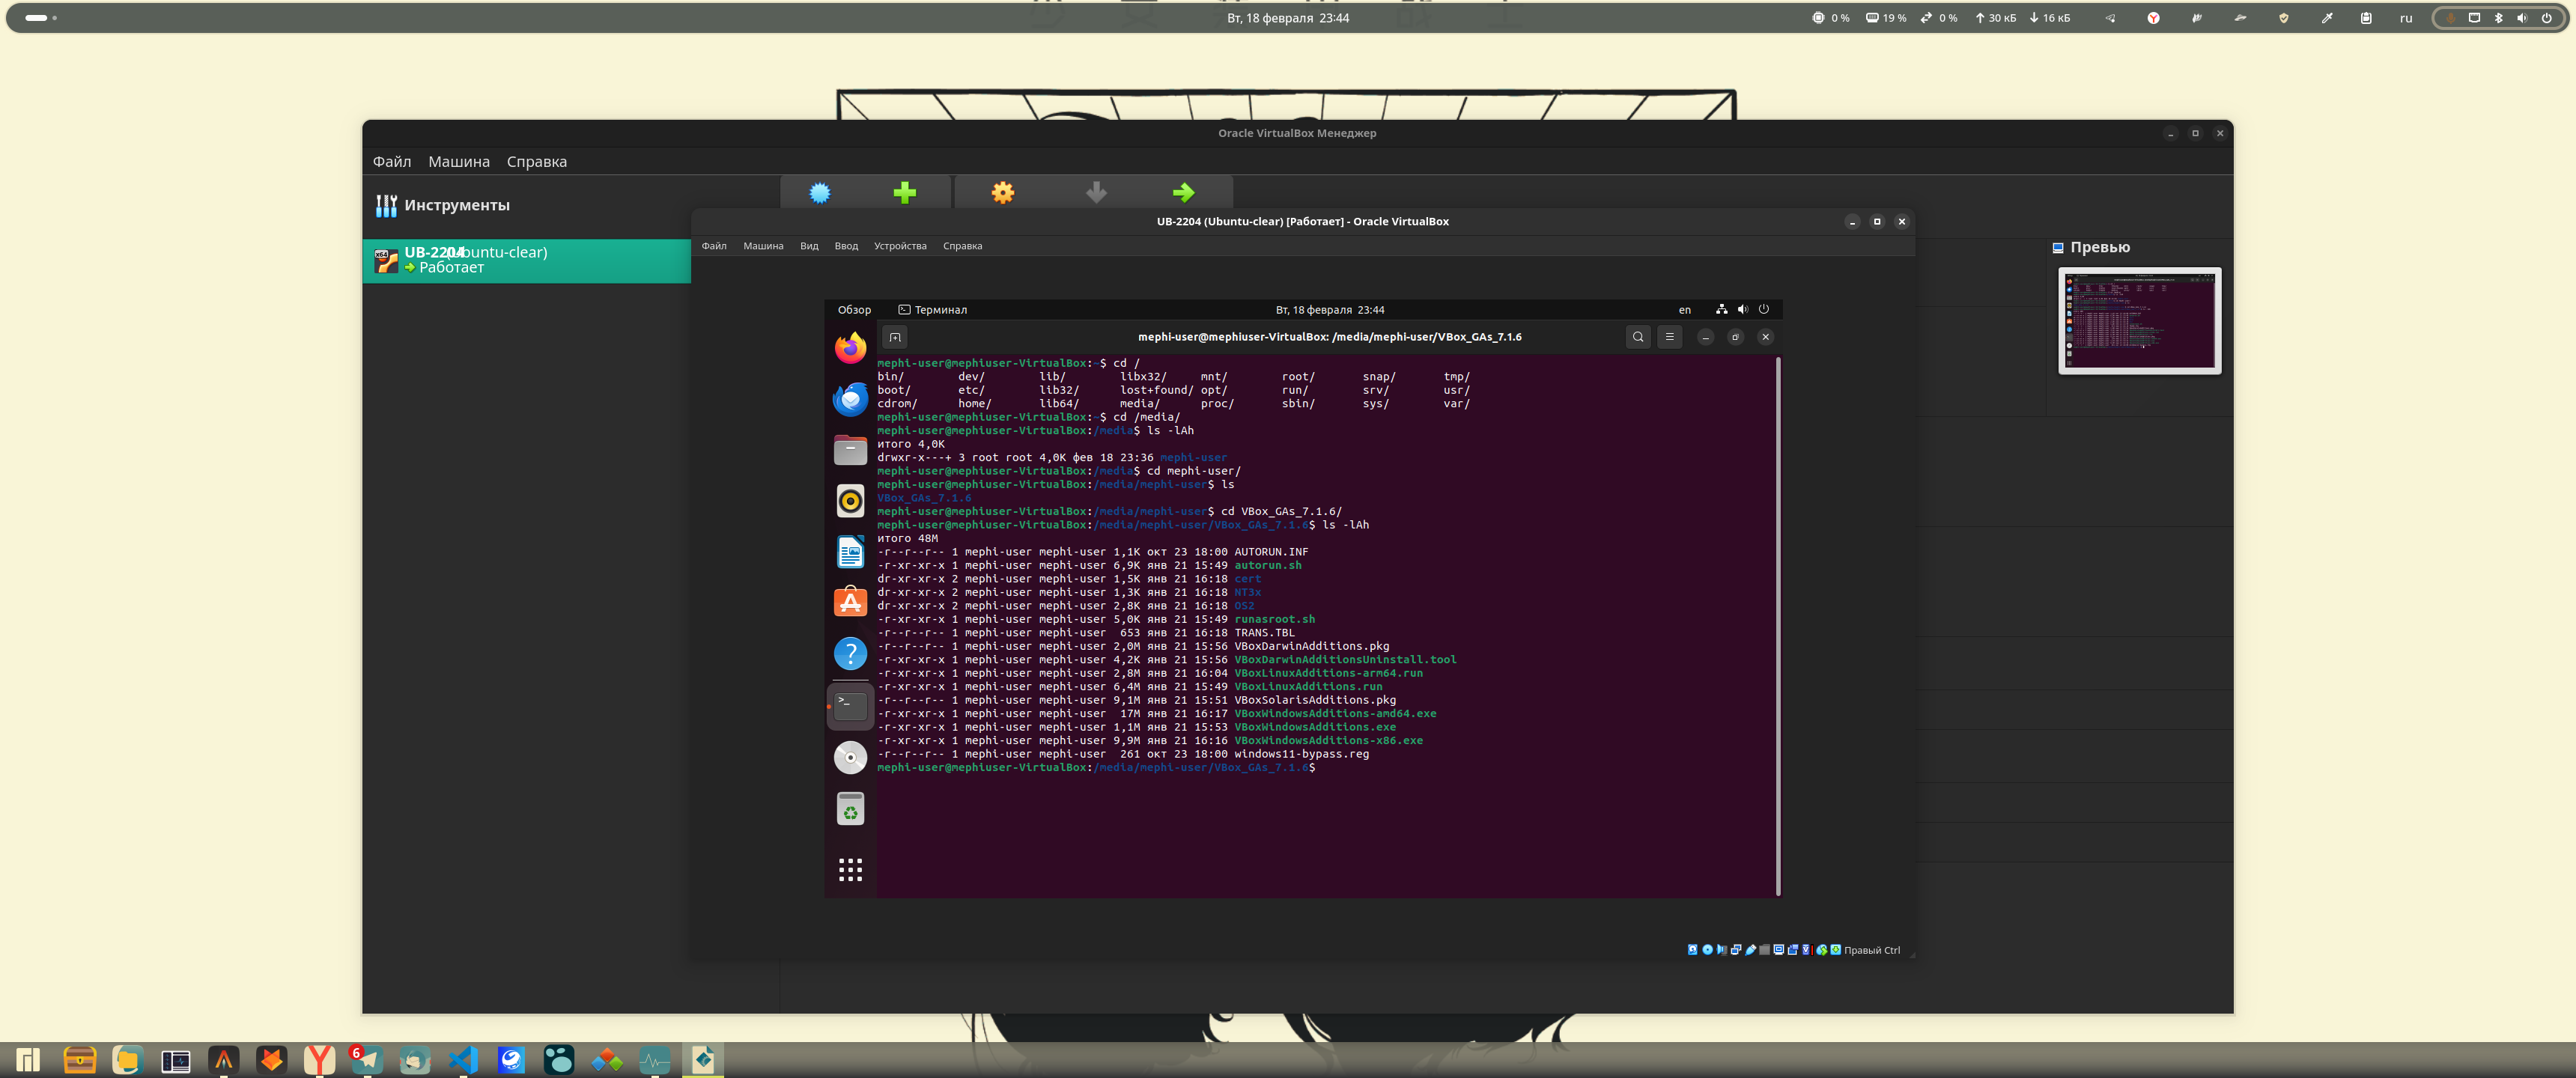 Вт, 18 февраля 23:44
0 % 19 % 0 % 30 кБ 16 кБ ru
Oracle VirtualBox Менеджер
Файл Машина Справка
Инструменты
UB-2204 (Ubuntu-clear)
Работает
Превью
UB-2204 (Ubuntu-clear) [Работает] - Oracle VirtualBox
Файл Машина Вид Ввод Устройства Справка
Обзор Терминал Вт, 18 февраля 23:44 en
mephi-user@mephiuser-VirtualBox: /media/mephi-user/VBox_GAs_7.1.6
mephi-user@mephiuser-VirtualBox:~$ cd /
bin/ dev/ lib/ libx32/ mnt/ root/ snap/ tmp/
boot/ etc/ lib32/ lost+found/ opt/ run/ srv/ usr/
cdrom/ home/ lib64/ media/ proc/ sbin/ sys/ var/
mephi-user@mephiuser-VirtualBox:~$ cd /media/
mephi-user@mephiuser-VirtualBox:/media$ ls -lAh
итого 4,0K
drwxr-x---+ 3 root root 4,0K фев 18 23:36 mephi-user
mephi-user@mephiuser-VirtualBox:/media$ cd mephi-user/
mephi-user@mephiuser-VirtualBox:/media/mephi-user$ ls
VBox_GAs_7.1.6
mephi-user@mephiuser-VirtualBox:/media/mephi-user$ cd VBox_GAs_7.1.6/
mephi-user@mephiuser-VirtualBox:/media/mephi-user/VBox_GAs_7.1.6$ ls -lAh
итого 48M
-r--r--r-- 1 mephi-user mephi-user 1,1K окт 23 18:00 AUTORUN.INF
-r-xr-xr-x 1 mephi-user mephi-user 6,9K янв 21 15:49 autorun.sh
dr-xr-xr-x 2 mephi-user mephi-user 1,5K янв 21 16:18 cert
dr-xr-xr-x 2 mephi-user mephi-user 1,3K янв 21 16:18 NT3x
dr-xr-xr-x 2 mephi-user mephi-user 2,8K янв 21 16:18 OS2
-r-xr-xr-x 1 mephi-user mephi-user 5,0K янв 21 15:49 runasroot.sh
-r--r--r-- 1 mephi-user mephi-user 653 янв 21 16:18 TRANS.TBL
-r--r--r-- 1 mephi-user mephi-user 2,0M янв 21 15:56 VBoxDarwinAdditions.pkg
-r-xr-xr-x 1 mephi-user mephi-user 4,2K янв 21 15:56 VBoxDarwinAdditionsUninstall.tool
-r-xr-xr-x 1 mephi-user mephi-user 2,8M янв 21 16:04 VBoxLinuxAdditions-arm64.run
-r-xr-xr-x 1 mephi-user mephi-user 6,4M янв 21 15:49 VBoxLinuxAdditions.run
-r--r--r-- 1 mephi-user mephi-user 9,1M янв 21 15:51 VBoxSolarisAdditions.pkg
-r-xr-xr-x 1 mephi-user mephi-user 17M янв 21 16:17 VBoxWindowsAdditions-amd64.exe
-r-xr-xr-x 1 mephi-user mephi-user 1,1M янв 21 15:53 VBoxWindowsAdditions.exe
-r-xr-xr-x 1 mephi-user mephi-user 9,9M янв 21 16:16 VBoxWindowsAdditions-x86.exe
-r--r--r-- 1 mephi-user mephi-user 261 окт 23 18:00 windows11-bypass.reg
mephi-user@mephiuser-VirtualBox:/media/mephi-user/VBox_GAs_7.1.6$
Правый Ctrl
6